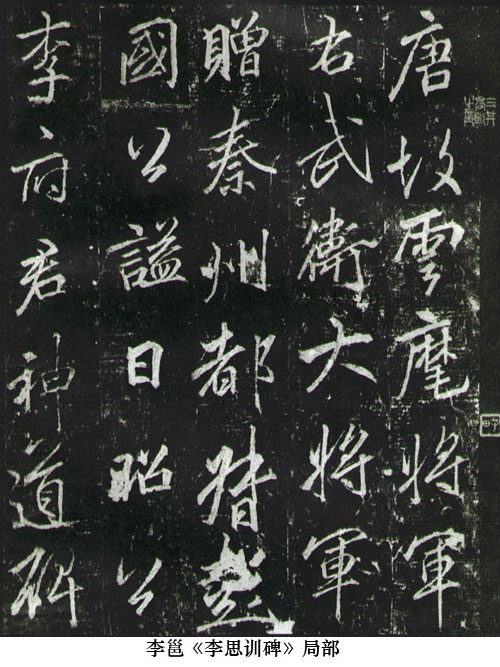 唐故雲麾將軍
右武衛大將軍
贈秦州都督彭
國公謚曰昭公
李府君神道碑
李邕《李思训碑》局部